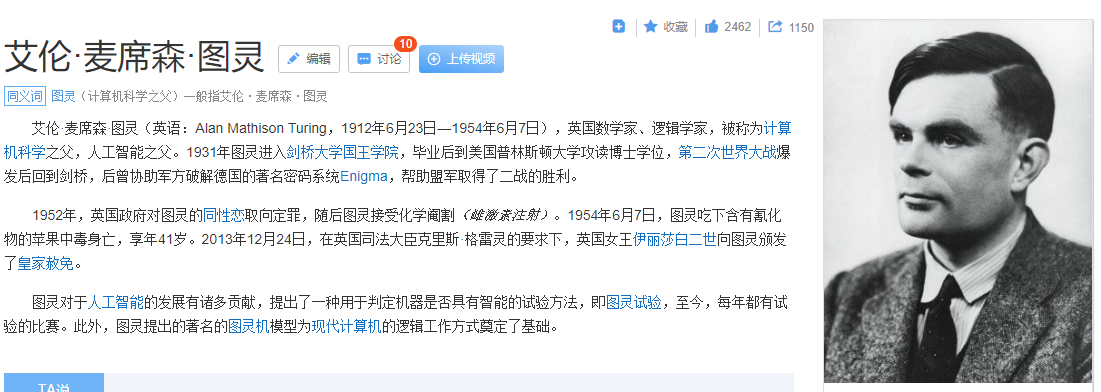 收藏 2462 1150
艾伦·麦席森·图灵 编辑 讨论 10 上传视频
同义词 图灵（计算机科学之父）一般指艾伦·麦席森·图灵
艾伦·麦席森·图灵（英语：Alan Mathison Turing，1912年6月23日—1954年6月7日），英国数学家、逻辑学家，被称为计算
机科学之父，人工智能之父。1931年图灵进入剑桥大学国王学院，毕业后到美国普林斯顿大学攻读博士学位，第二次世界大战爆
发后回到剑桥，后曾协助军方破解德国的著名密码系统Enigma，帮助盟军取得了二战的胜利。
1952年，英国政府对图灵的同性恋取向定罪，随后图灵接受化学阉割（雌激素注射）。1954年6月7日，图灵吃下含有氰化
物的苹果中毒身亡，享年41岁。2013年12月24日，在英国司法大臣克里斯·格雷灵的要求下，英国女王伊丽莎白二世向图灵颁发
了皇家赦免。
图灵对于人工智能的发展有诸多贡献，提出了一种用于判定机器是否具有智能的试验方法，即图灵试验，至今，每年都有试
验的比赛。此外，图灵提出的著名的图灵机模型为现代计算机的逻辑工作方式奠定了基础。
TA说